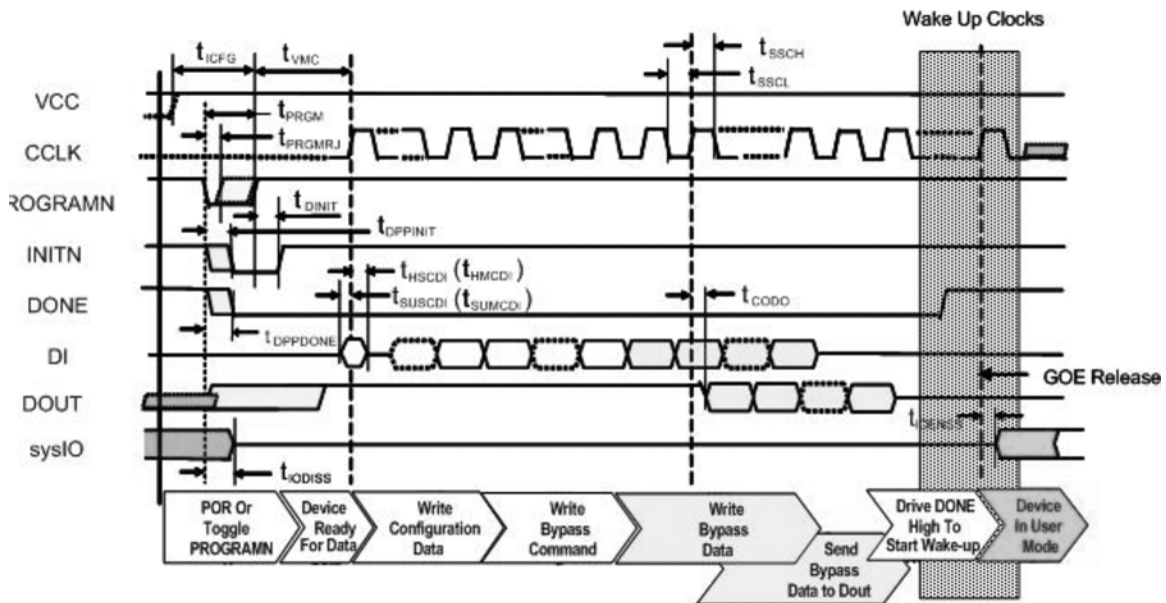 Wake Up Clocks
tICFG
tVMC
tSSCH
tSSCL
VCC
tPRGM
CCLK
tPRGMRJ
ROGRAMN
tDINIT
tDPPINIT
INITN
tHSCDI (tHMCDI)
DONE
tSUSCDI (tSUMCDI)
tCODO
tDPPDONE
DI
GOE Release
DOUT
tIOENSS
sysIO
tIODISS
POR Or
Toggle
PROGRAMN
Device
Ready
For Data
Write
Configuration
Data
Write
Bypass
Command
Write
Bypass
Data
Send
Bypass
Data to Dout
Drive DONE
High To
Start Wake-up
Device
In User
Mode